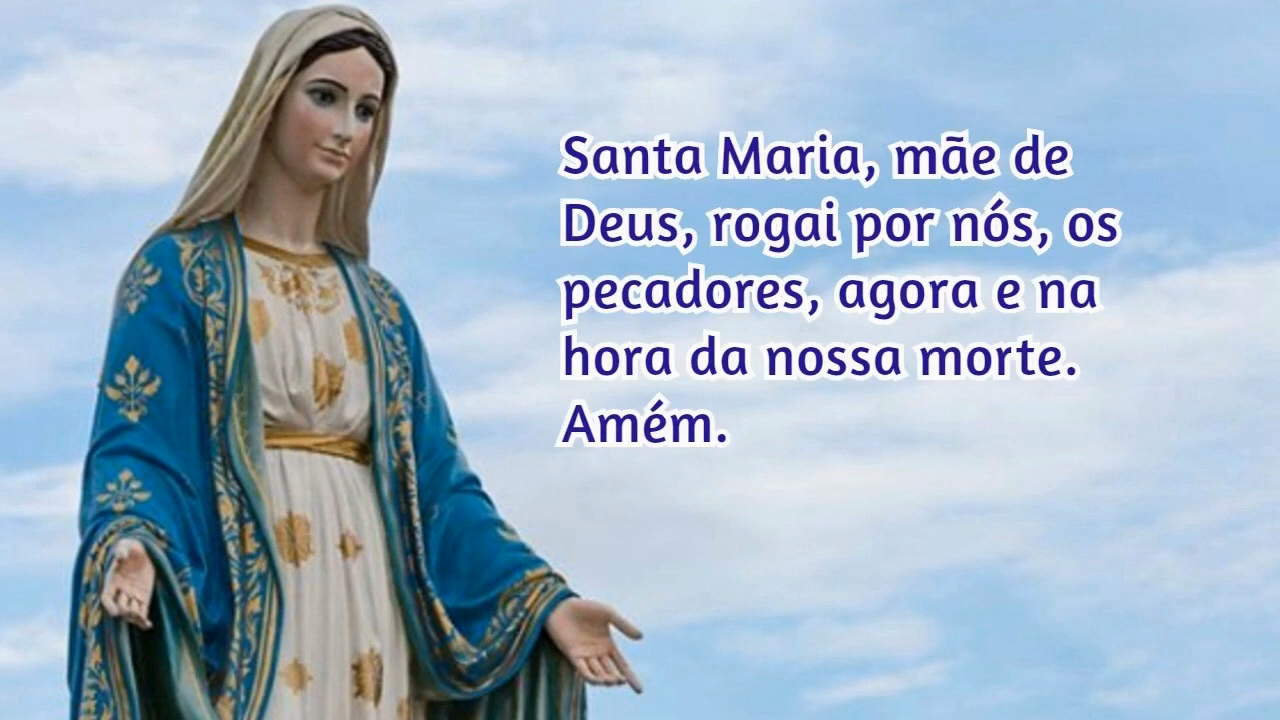 Santa Maria, mãe de
Deus, rogai por nós, os
pecadores, agora e na
hora da nossa morte.
Amém.